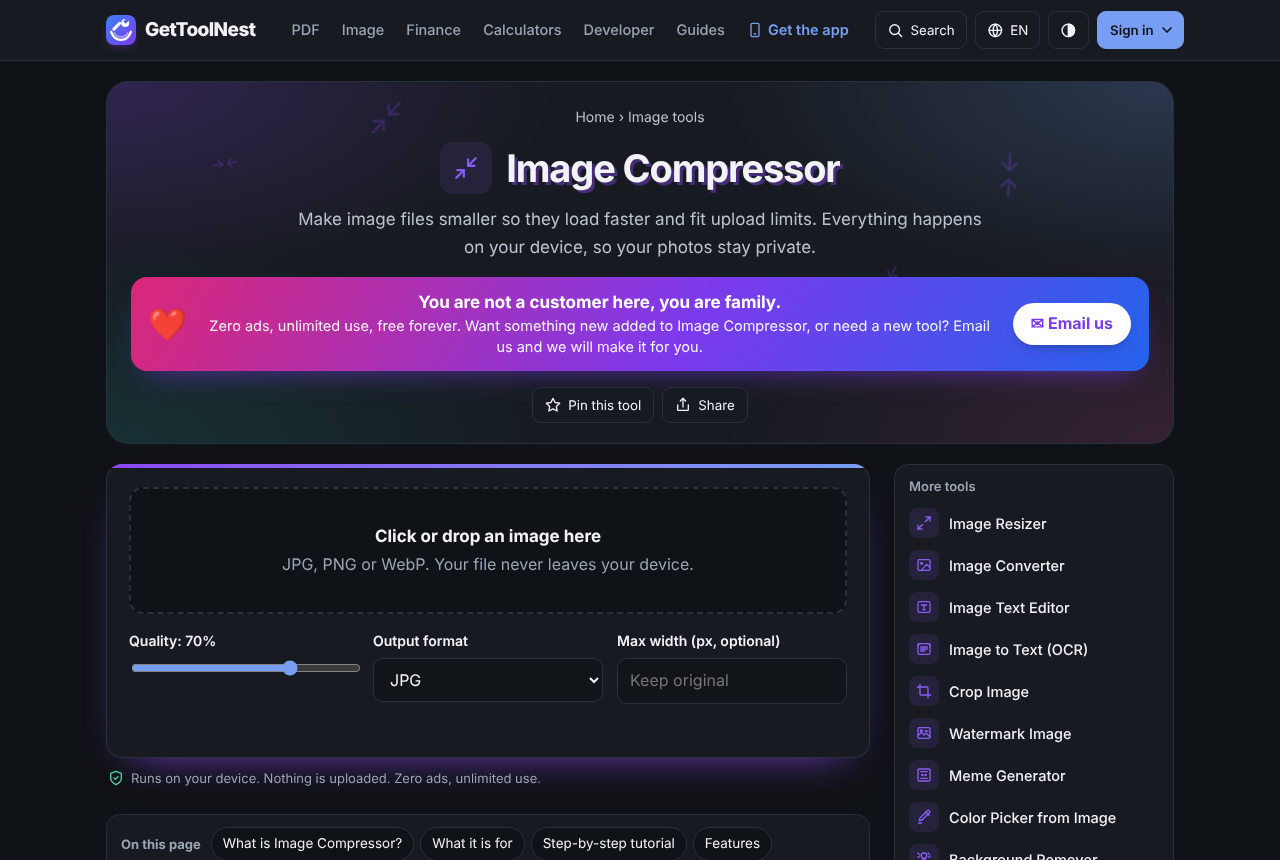 GetToolNest
PDF
Image
Finance
Calculators
Developer
Guides
Get the app
Search
EN
Sign in
Home › Image tools
Image Compressor
Make image files smaller so they load faster and fit upload limits. Everything happens
on your device, so your photos stay private.
You are not a customer here, you are family.
Zero ads, unlimited use, free forever. Want something new added to Image Compressor, or need a new tool? Email
us and we will make it for you.
✉ Email us
Pin this tool
Share
Click or drop an image here
JPG, PNG or WebP. Your file never leaves your device.
Quality: 70%
Output format
JPG
Max width (px, optional)
Keep original
Runs on your device. Nothing is uploaded. Zero ads, unlimited use.
On this page
What is Image Compressor?
What it is for
Step-by-step tutorial
Features
More tools
Image Resizer
Image Converter
Image Text Editor
Image to Text (OCR)
Crop Image
Watermark Image
Meme Generator
Color Picker from Image
Background Remover